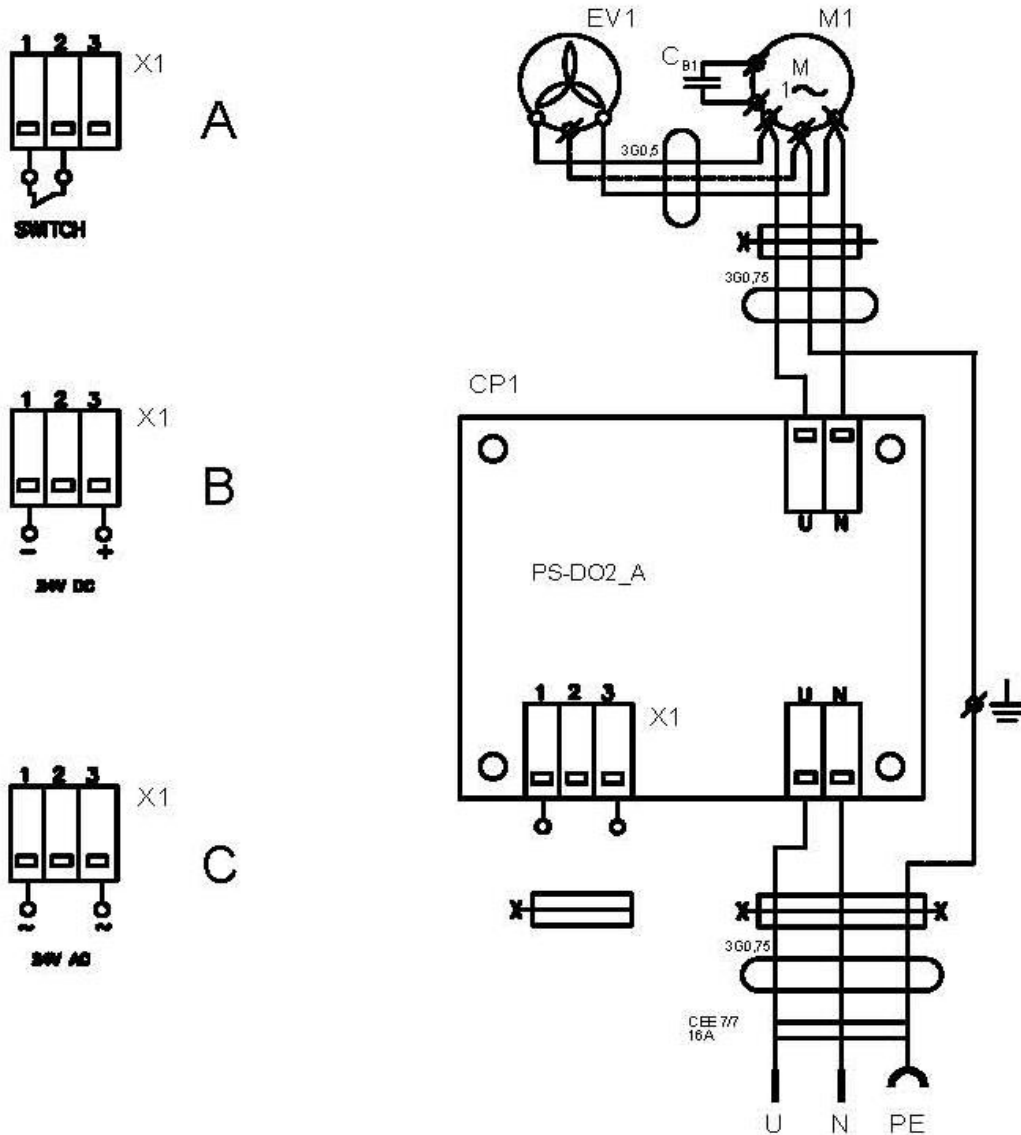 1 2 3
X1
A
SWITCH
1 2 3
X1
B
- +
24V DC
1 2 3
X1
C
~ ~
24V AC
EV1
M1
C B1
M
1~
3G0,5
X
3G0,75
CP1
U N
PS-DO2_A
1 2 3
X1
U N
X
X X
3G0,75
CEE 7/7
16A
U N PE